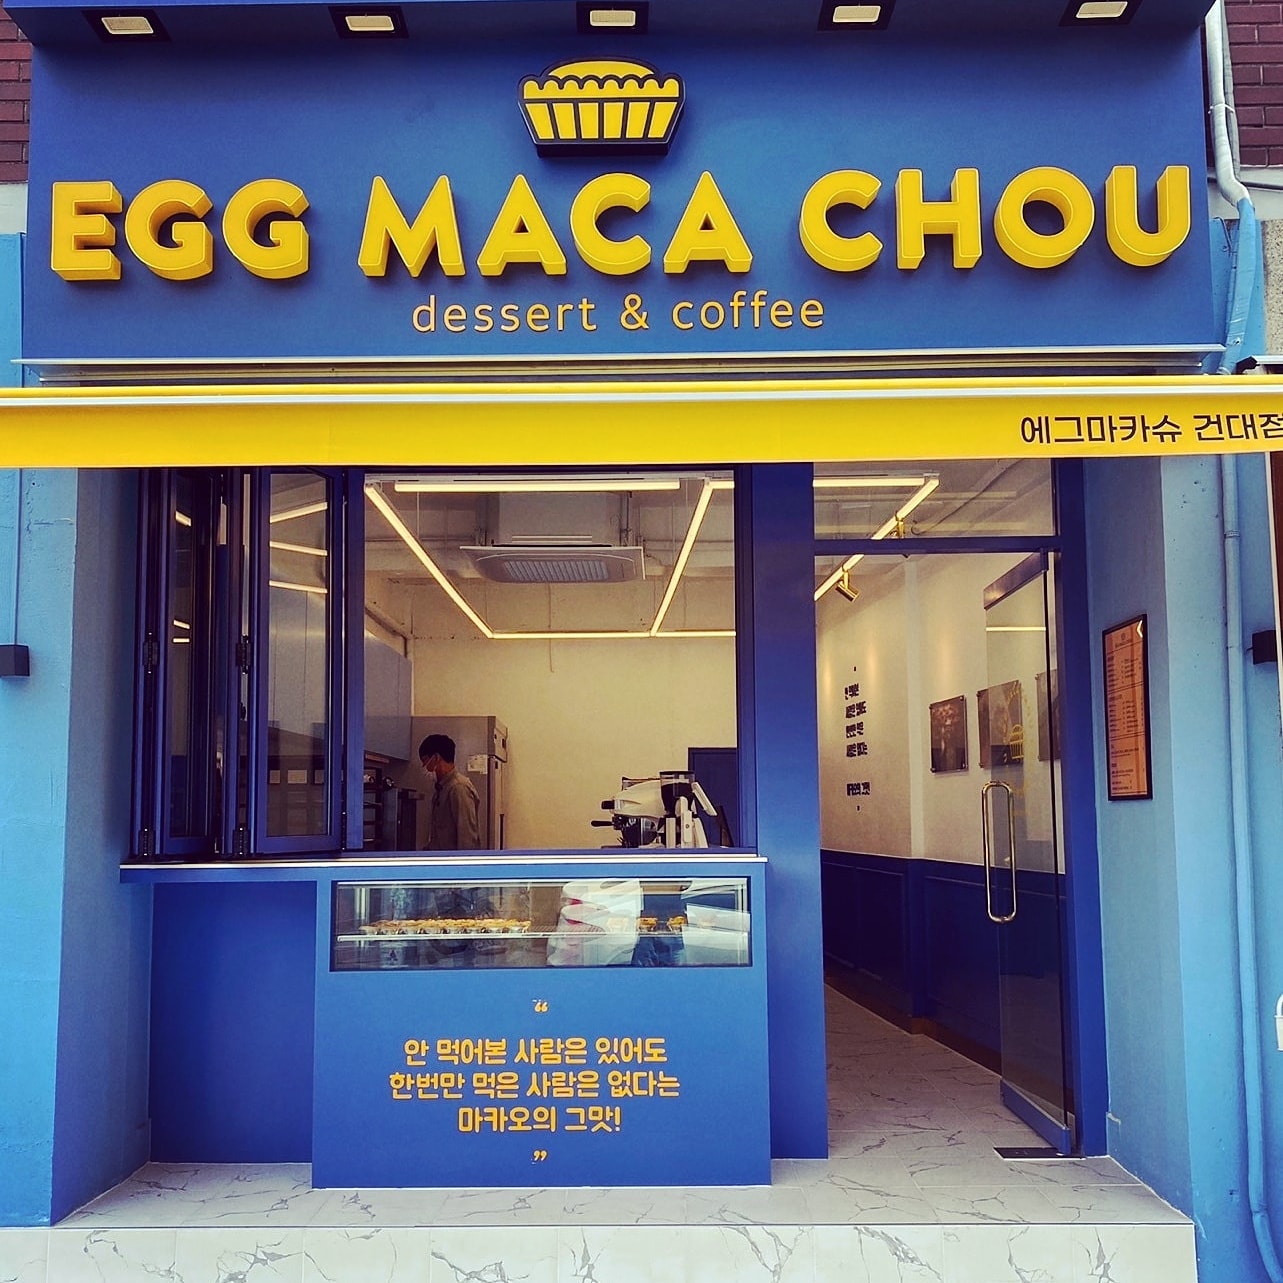 EGG MACA CHOU
dessert & coffee
에그마카슈 건대점
“
안 먹어본 사람은 있어도
한번만 먹은 사람은 없다는
마카오의 그맛!
”